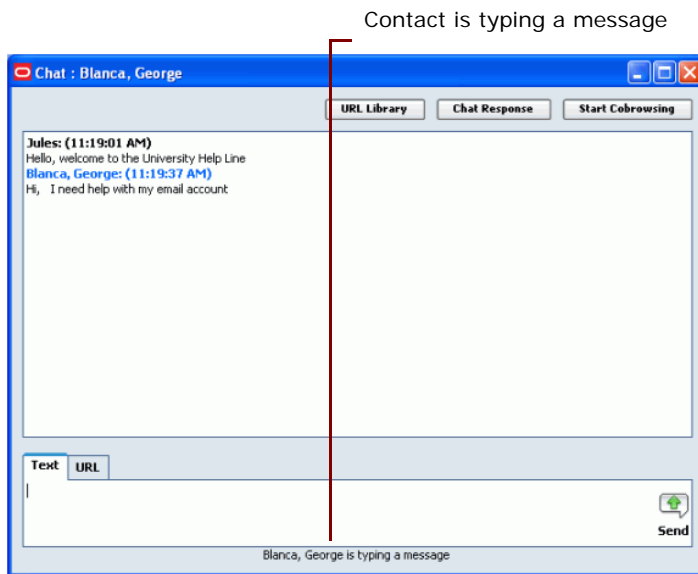 Contact is typing a message
Chat : Blanca, George
URL Library Chat Response Start Cobrowsing
Jules: (11:19:01 AM)
Hello, welcome to the University Help Line
Blanca, George: (11:19:37 AM)
Hi, I need help with my email account
Text URL
Send
Blanca, George is typing a message